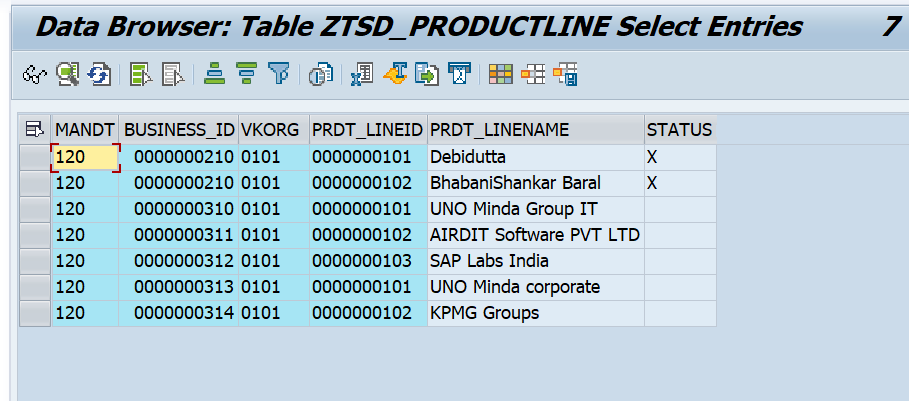 Data Browser: Table ZTSD_PRODUCTLINE Select Entries 7
MANDT BUSINESS_ID VKORG PRDT_LINEID PRDT_LINENAME STATUS
120 0000000210 0101 0000000101 Debidutta X
120 0000000210 0101 0000000102 BhabaniShankar Baral X
120 0000000310 0101 0000000101 UNO Minda Group IT
120 0000000311 0101 0000000102 AIRDIT Software PVT LTD
120 0000000312 0101 0000000103 SAP Labs India
120 0000000313 0101 0000000101 UNO Minda corporate
120 0000000314 0101 0000000102 KPMG Groups